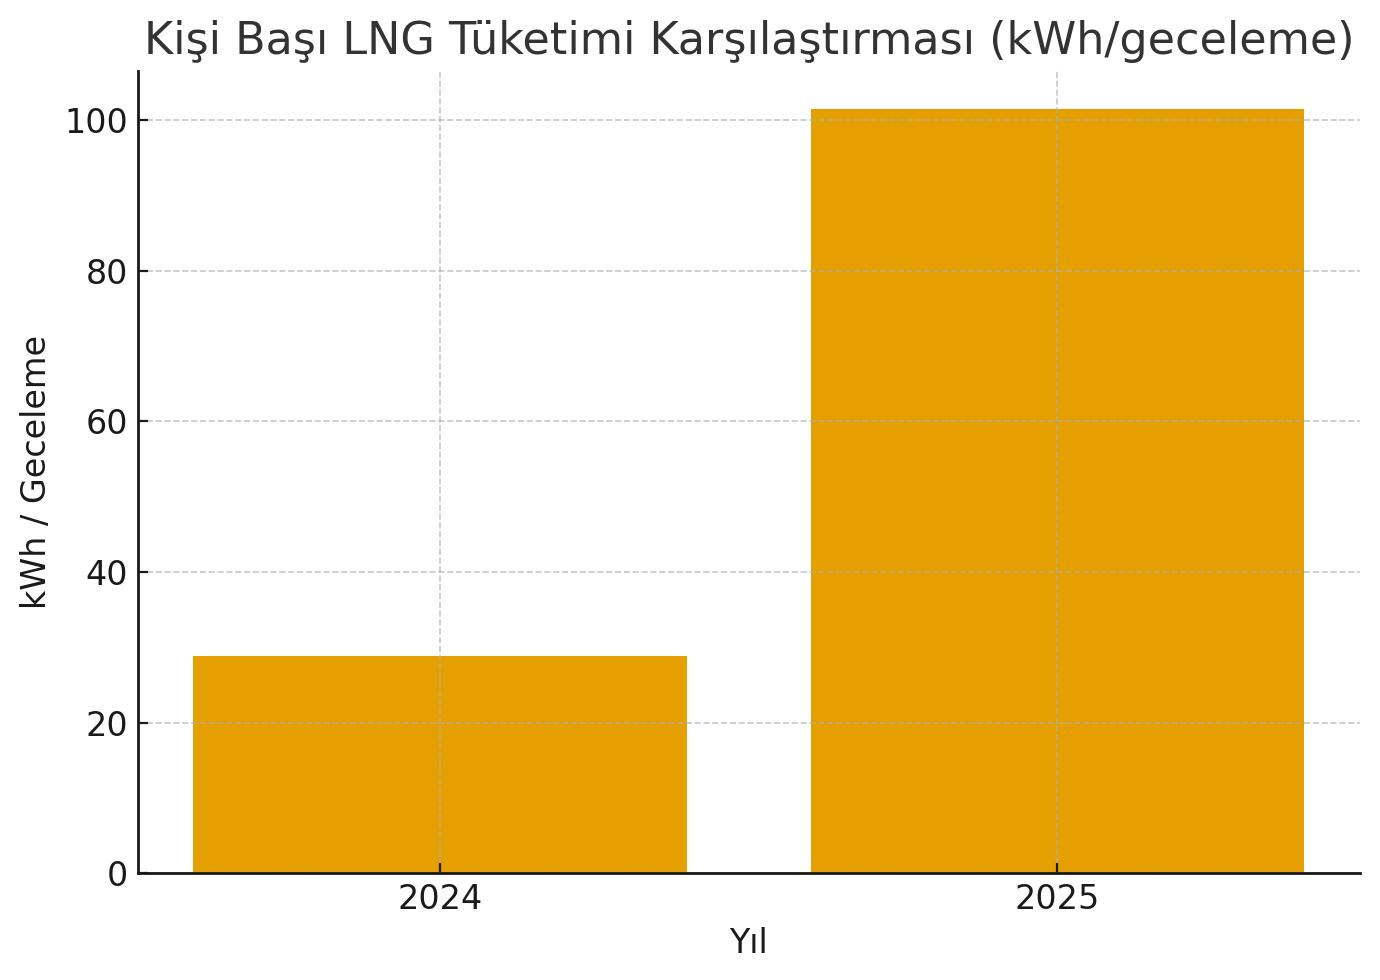 Kişi Başı LNG Tüketimi Karşılaştırması (kWh/geceleme)
kWh / Geceleme
100
80
60
40
20
0
2024
2025
Yıl